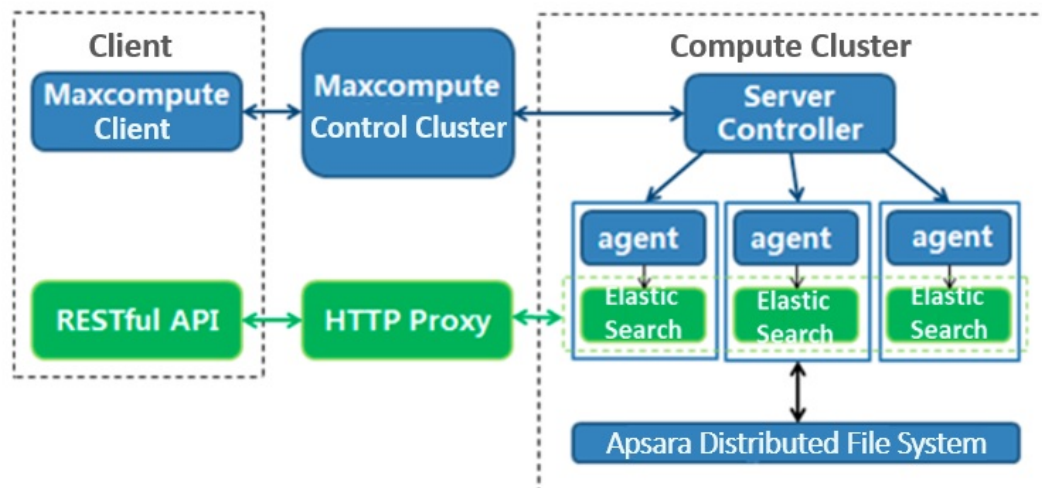 Client
Compute Cluster
Maxcompute
Client
Maxcompute
Control Cluster
Server
Controller
agent
agent
agent
RESTful API
HTTP Proxy
Elastic
Search
Elastic
Search
Elastic
Search
Apsara Distributed File System